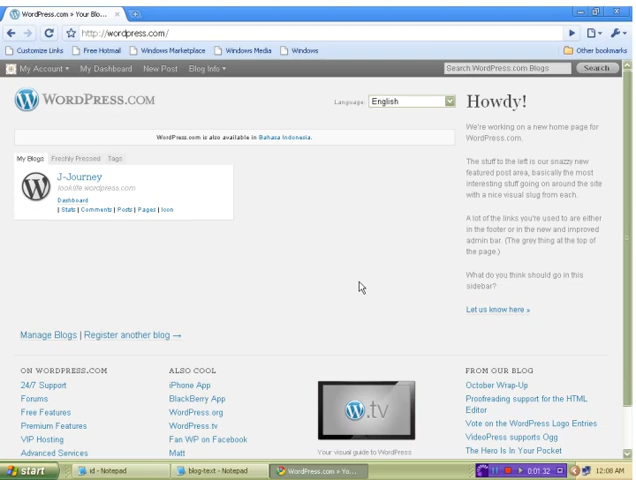 WordPress.com » Your Blo...
http://wordpress.com/
Customize Links Free Hotmail Windows Marketplace Windows Media Windows Other bookmarks
My Account My Dashboard New Post Blog Info Search WordPress.com Blogs Search
WORDPRESS.COM
Language: English
WordPress.com is also available in Bahasa Indonesia.
My Blogs Freshly Pressed Tags
J-Journey
looklife.wordpress.com
Dashboard
| Stats | Comments | Posts | Pages | Icon
Manage Blogs | Register another blog →
Howdy!
We're working on a new home page for
WordPress.com.
The stuff to the left is our snazzy new
featured post area, basically the most
interesting stuff going on around the site
with a nice visual slug from each.
A lot of the links you're used to are either
in the footer or in the new and improved
admin bar. (The grey thing at the top of
the page.)
What do you think should go in this
sidebar?
Let us know here »
ON WORDPRESS.COM
24/7 Support
Forums
Free Features
Premium Features
VIP Hosting
Advanced Services
ALSO COOL
iPhone App
BlackBerry App
WordPress.org
WordPress.tv
Fan WP on Facebook
Matt
.tv
Your visual guide to WordPress
FROM OUR BLOG
October Wrap-Up
Proofreading support for the HTML
Editor
Vote on the WordPress Logo Entries
VideoPress supports Ogg
The Hero Is In Your Pocket
start id - Notepad blog-text - Notepad WordPress.com » Yo... 0:01:32 12:08 AM